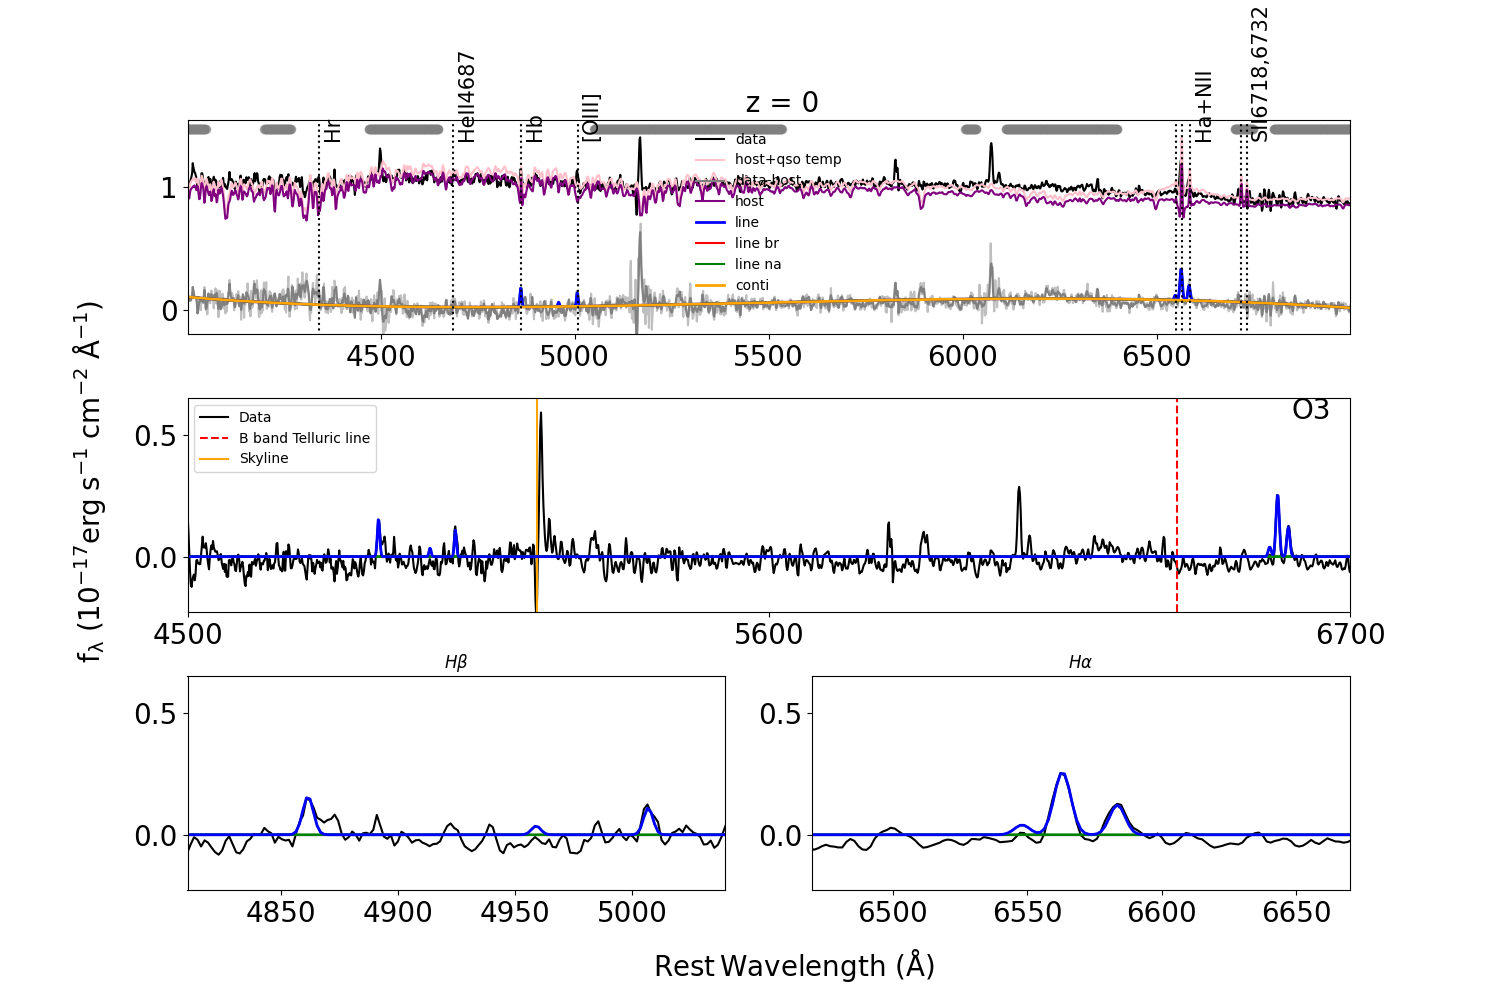 z = 0
Hr
HeII4687
Hb
[OIII]
Ha+NII
SII6718,6732
data
host+qso temp
data-host
host
line
line br
line na
conti
1
0
4500 5000 5500 6000 6500
fλ (10−17erg s−1 cm−2 Å−1)
O3
Data
B band Telluric line
Skyline
0.5
0.0
4500 5600 6700
Hβ
0.5
0.0
4850 4900 4950 5000
Hα
0.5
0.0
6500 6550 6600 6650
Rest Wavelength (Å)